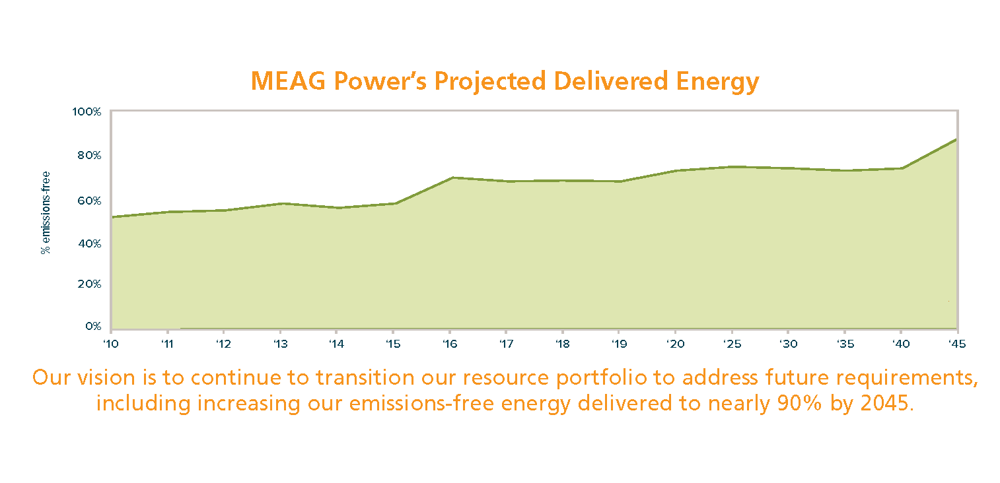 MEAG Power’s Projected Delivered Energy
100%
80%
60%
40%
20%
0%
% emissions-free
‘10 ‘11 ‘12 ‘13 ‘14 ‘15 ‘16 ‘17 ‘18 ‘19 ‘20 ‘25 ‘30 ‘35 ‘40 ‘45
Our vision is to continue to transition our resource portfolio to address future requirements,
including increasing our emissions-free energy delivered to nearly 90% by 2045.